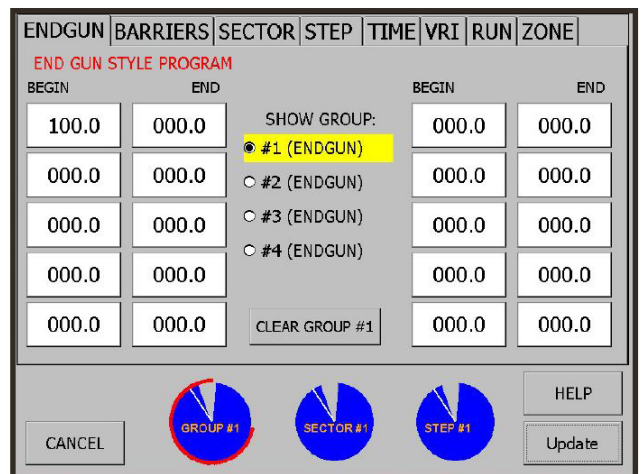 ENDGUN BARRIERS SECTOR STEP TIME VRI RUN ZONE
END GUN STYLE PROGRAM
BEGIN END BEGIN END
100.0 000.0 SHOW GROUP: 000.0 000.0
#1 (ENDGUN)
000.0 000.0 #2 (ENDGUN) 000.0 000.0
000.0 000.0 #3 (ENDGUN) 000.0 000.0
#4 (ENDGUN)
000.0 000.0 000.0 000.0
000.0 000.0 CLEAR GROUP #1 000.0 000.0
HELP
GROUP #1 SECTOR #1 STEP #1
CANCEL Update